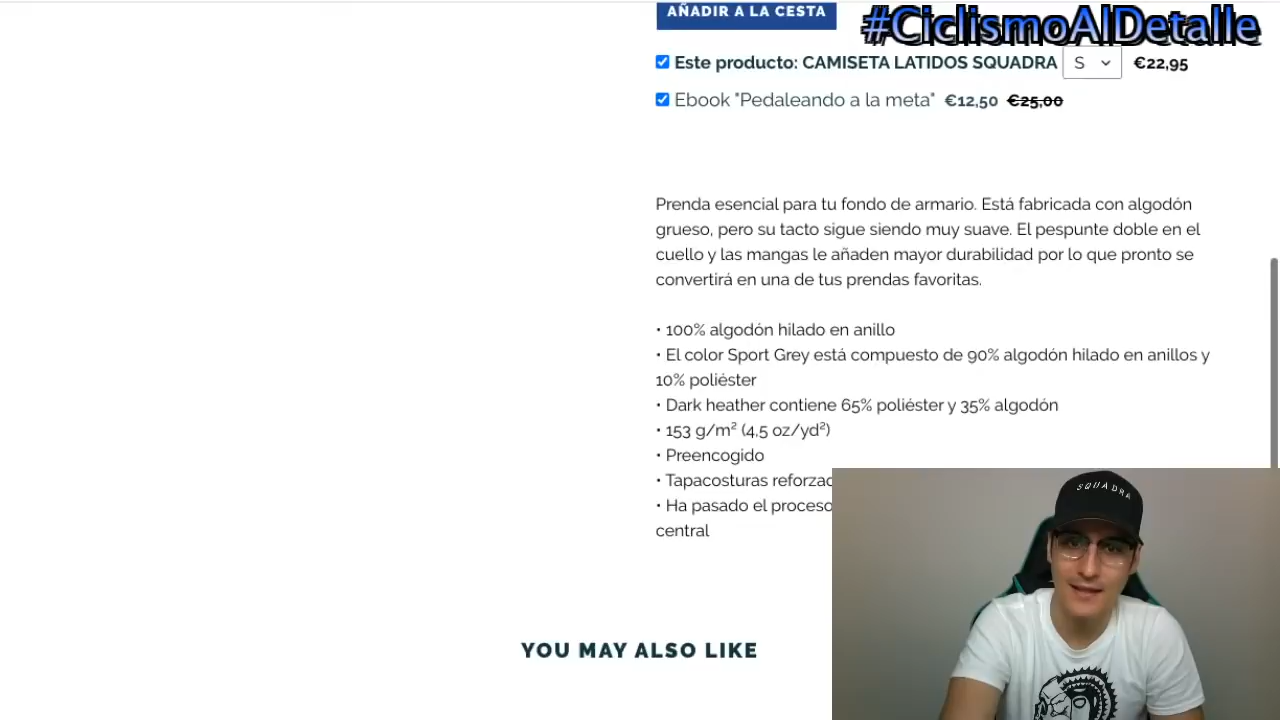 #CiclismoAlDetalle
AÑADIR A LA CESTA
Este producto: CAMISETA LATIDOS SQUADRA S €22,95
Ebook "Pedaleando a la meta" €12,50 €25,00
Prenda esencial para tu fondo de armario. Está fabricada con algodón
grueso, pero su tacto sigue siendo muy suave. El pespunte doble en el
cuello y las mangas le añaden mayor durabilidad por lo que pronto se
convertirá en una de tus prendas favoritas.
• 100% algodón hilado en anillo
• El color Sport Grey está compuesto de 90% algodón hilado en anillos y
10% poliéster
• Dark heather contiene 65% poliéster y 35% algodón
• 153 g/m² (4,5 oz/yd²)
• Preencogido
• Tapacosturas reforzad
• Ha pasado el proceso
central
SQUADRA
YOU MAY ALSO LIKE